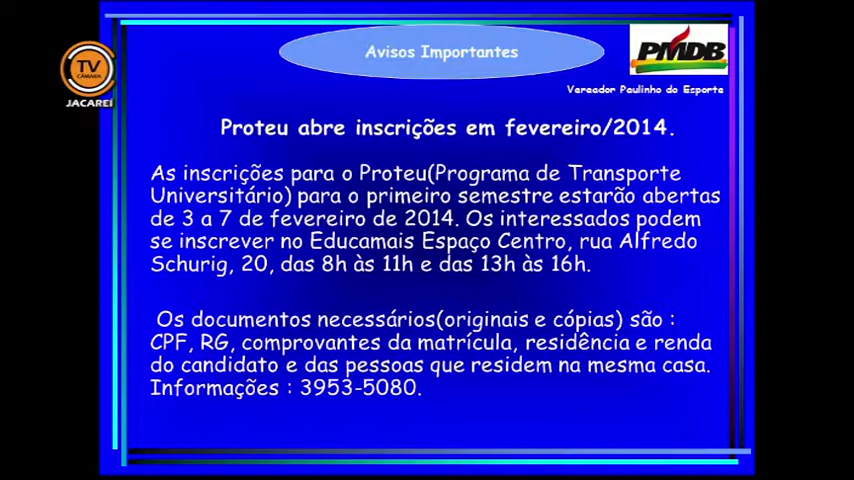 Avisos Importantes
PMDB
TV
CÂMARA
JACAREÍ
Vereador Paulinho do Esporte
Proteu abre inscrições em fevereiro/2014.
As inscrições para o Proteu(Programa de Transporte
Universitário) para o primeiro semestre estarão abertas
de 3 a 7 de fevereiro de 2014. Os interessados podem
se inscrever no Educamais Espaço Centro, rua Alfredo
Schurig, 20, das 8h às 11h e das 13h às 16h.
Os documentos necessários(originais e cópias) são :
CPF, RG, comprovantes da matrícula, residência e renda
do candidato e das pessoas que residem na mesma casa.
Informações : 3953-5080.